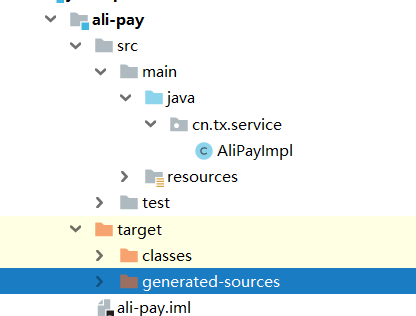 ali-pay
src
main
java
cn.tx.service
AliPayImpl
resources
test
target
classes
generated-sources
ali-pay.iml